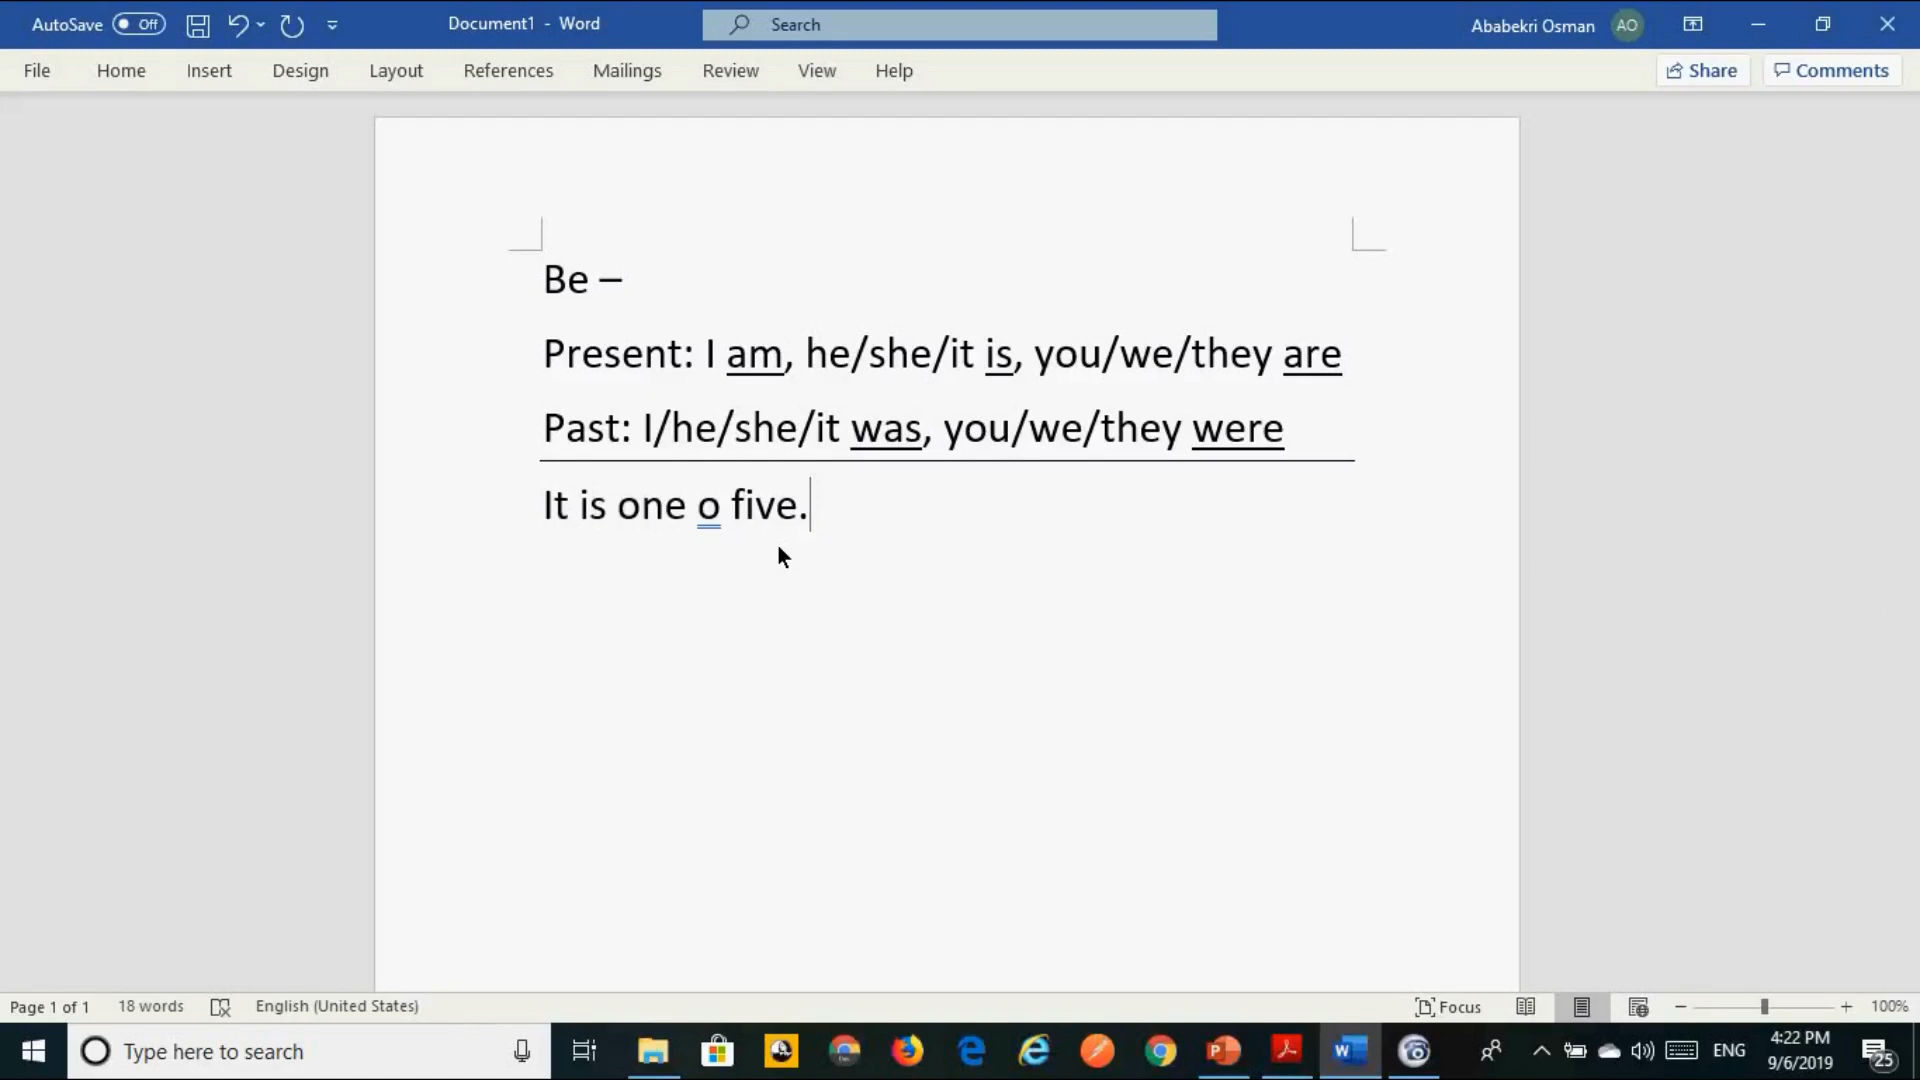 AutoSave Off Document1 - Word Search Ababekri Osman AO
File Home Insert Design Layout References Mailings Review View Help Share Comments
Be –
Present: I am, he/she/it is, you/we/they are
Past: I/he/she/it was, you/we/they were
It is one o five.
Page 1 of 1 18 words English (United States) Focus 100%
Type here to search ENG 4:22 PM
9/6/2019 25